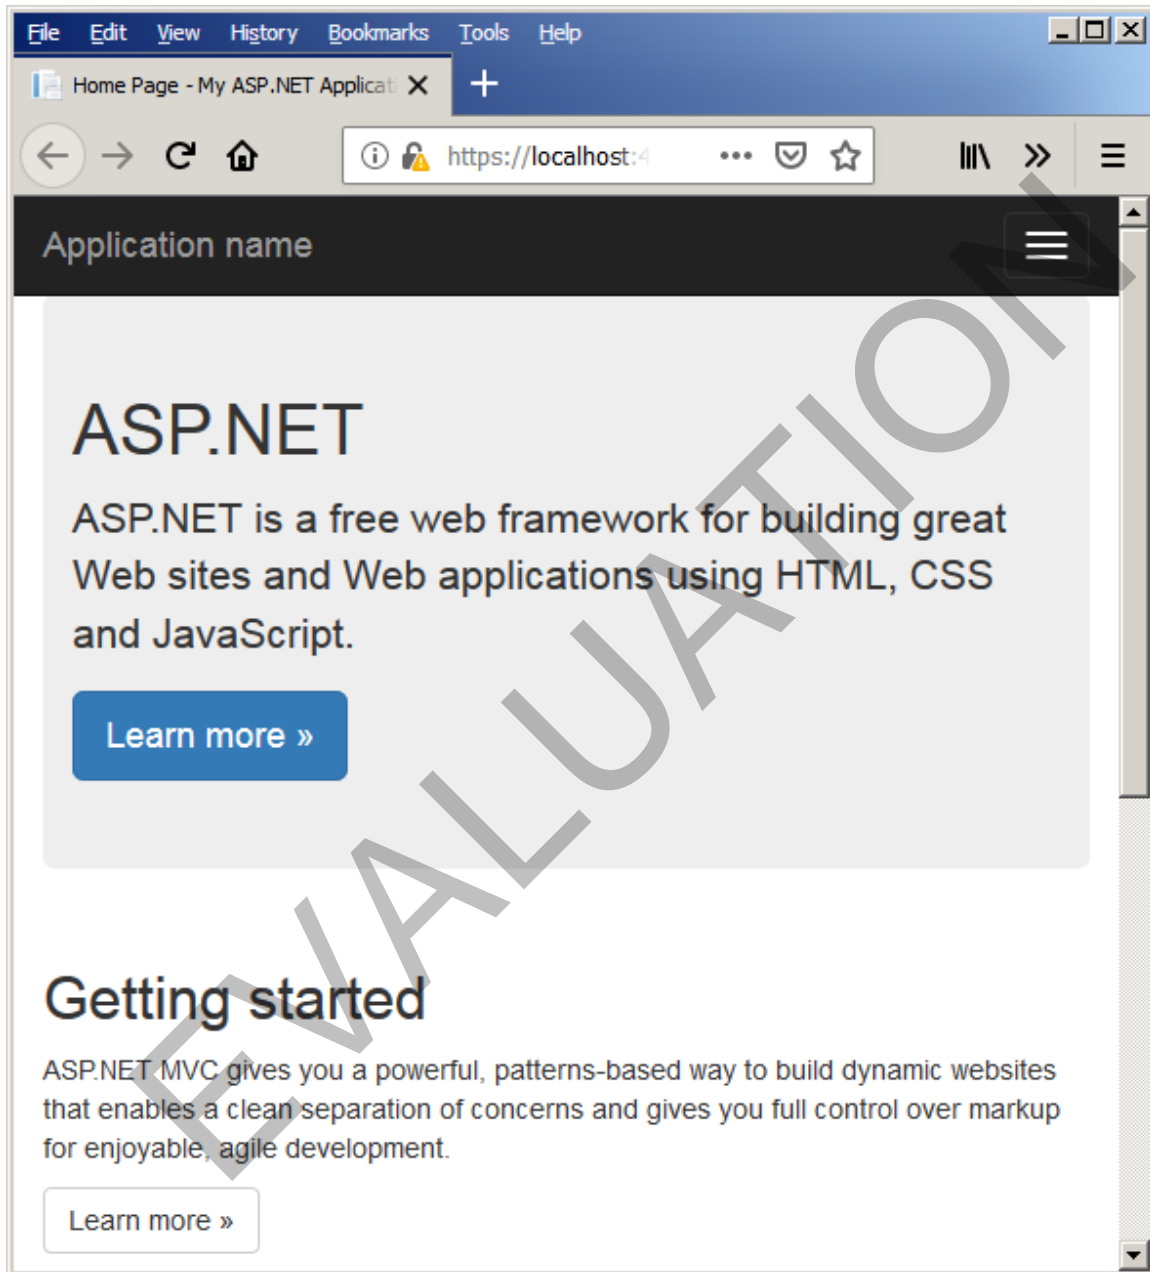 File Edit View History Bookmarks Tools Help
Home Page - My ASP.NET Applicati
https://localhost:4
Application name
ASP.NET
ASP.NET is a free web framework for building great
Web sites and Web applications using HTML, CSS
and JavaScript.
Learn more »
Getting started
ASP.NET MVC gives you a powerful, patterns-based way to build dynamic websites
that enables a clean separation of concerns and gives you full control over markup
for enjoyable, agile development.
Learn more »
EVALUATION